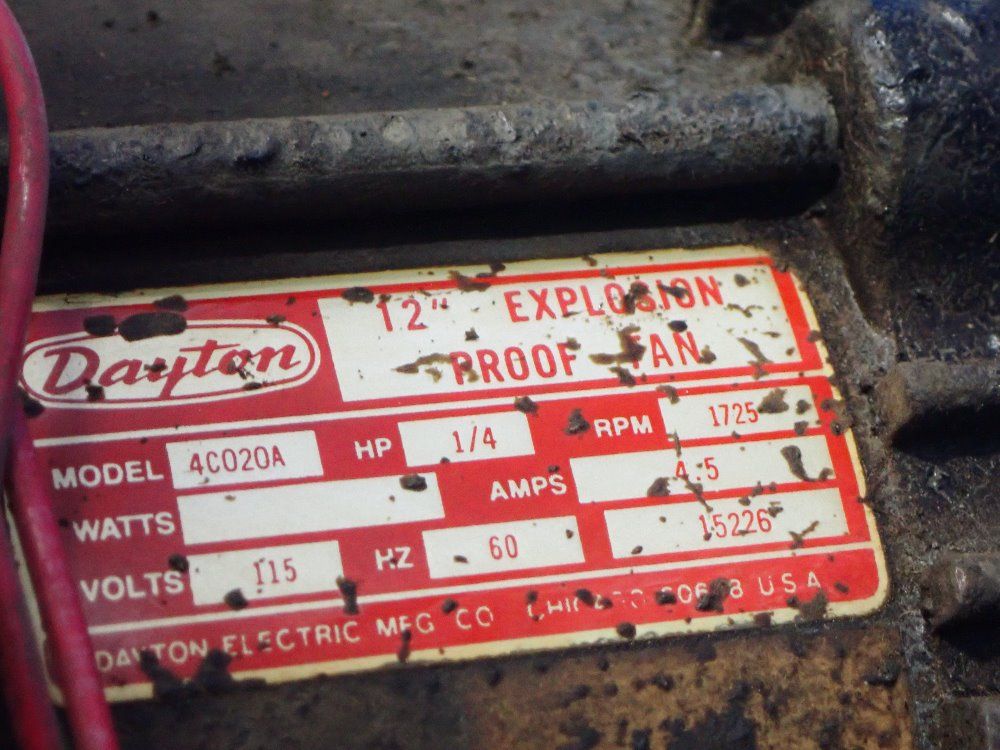 Dayton
12" EXPLOSION
PROOF FAN
MODEL 4C020A HP 1/4 RPM 1725
WATTS AMPS 4.5
VOLTS 115 HZ 60 15226
DAYTON ELECTRIC MFG CO CHICAGO U S A